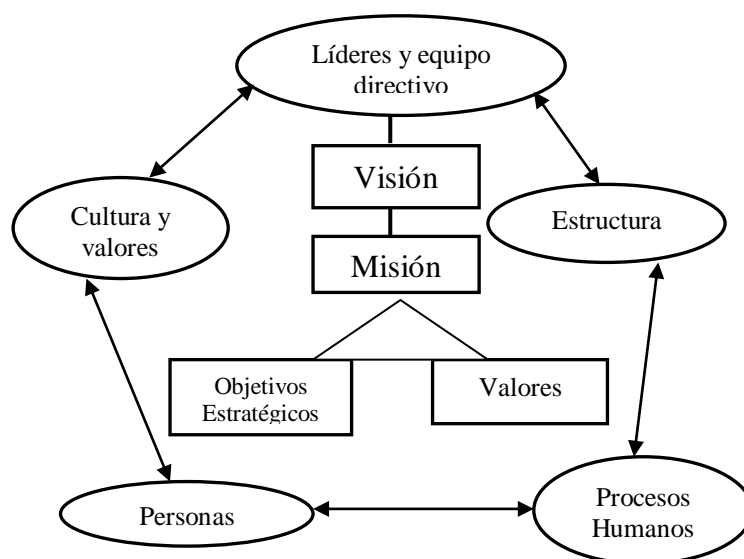 Líderes y equipo
directivo
Visión
Cultura y
valores
Estructura
Misión
Objetivos
Estratégicos
Valores
Personas
Procesos
Humanos